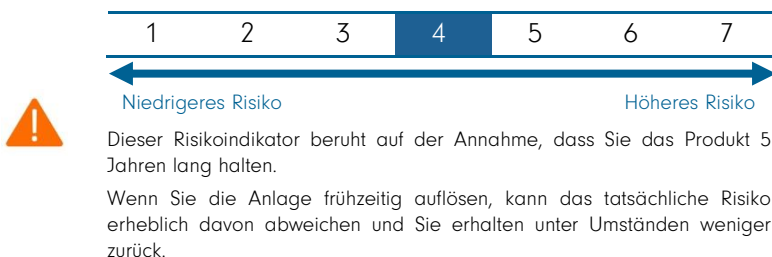 1 2 3 4 5 6 7
Niedrigeres Risiko Höheres Risiko
Dieser Risikoindikator beruht auf der Annahme, dass Sie das Produkt 5
Jahren lang halten.
Wenn Sie die Anlage frühzeitig auflösen, kann das tatsächliche Risiko
erheblich davon abweichen und Sie erhalten unter Umständen weniger
zurück.